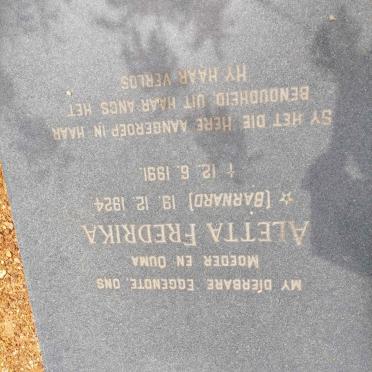 MY DIERBARE EGGENOTE, ONS
MOEDER EN OUMA
ALETTA FREDRIKA
☆ (BARNARD) 19. 12. 1924
† 12. 6. 1991.
SY HET DIE HERE AANGEROEP IN HAAR
BENOUDHEID, UIT HAAR ANGS HET
HY HAAR VERLOS